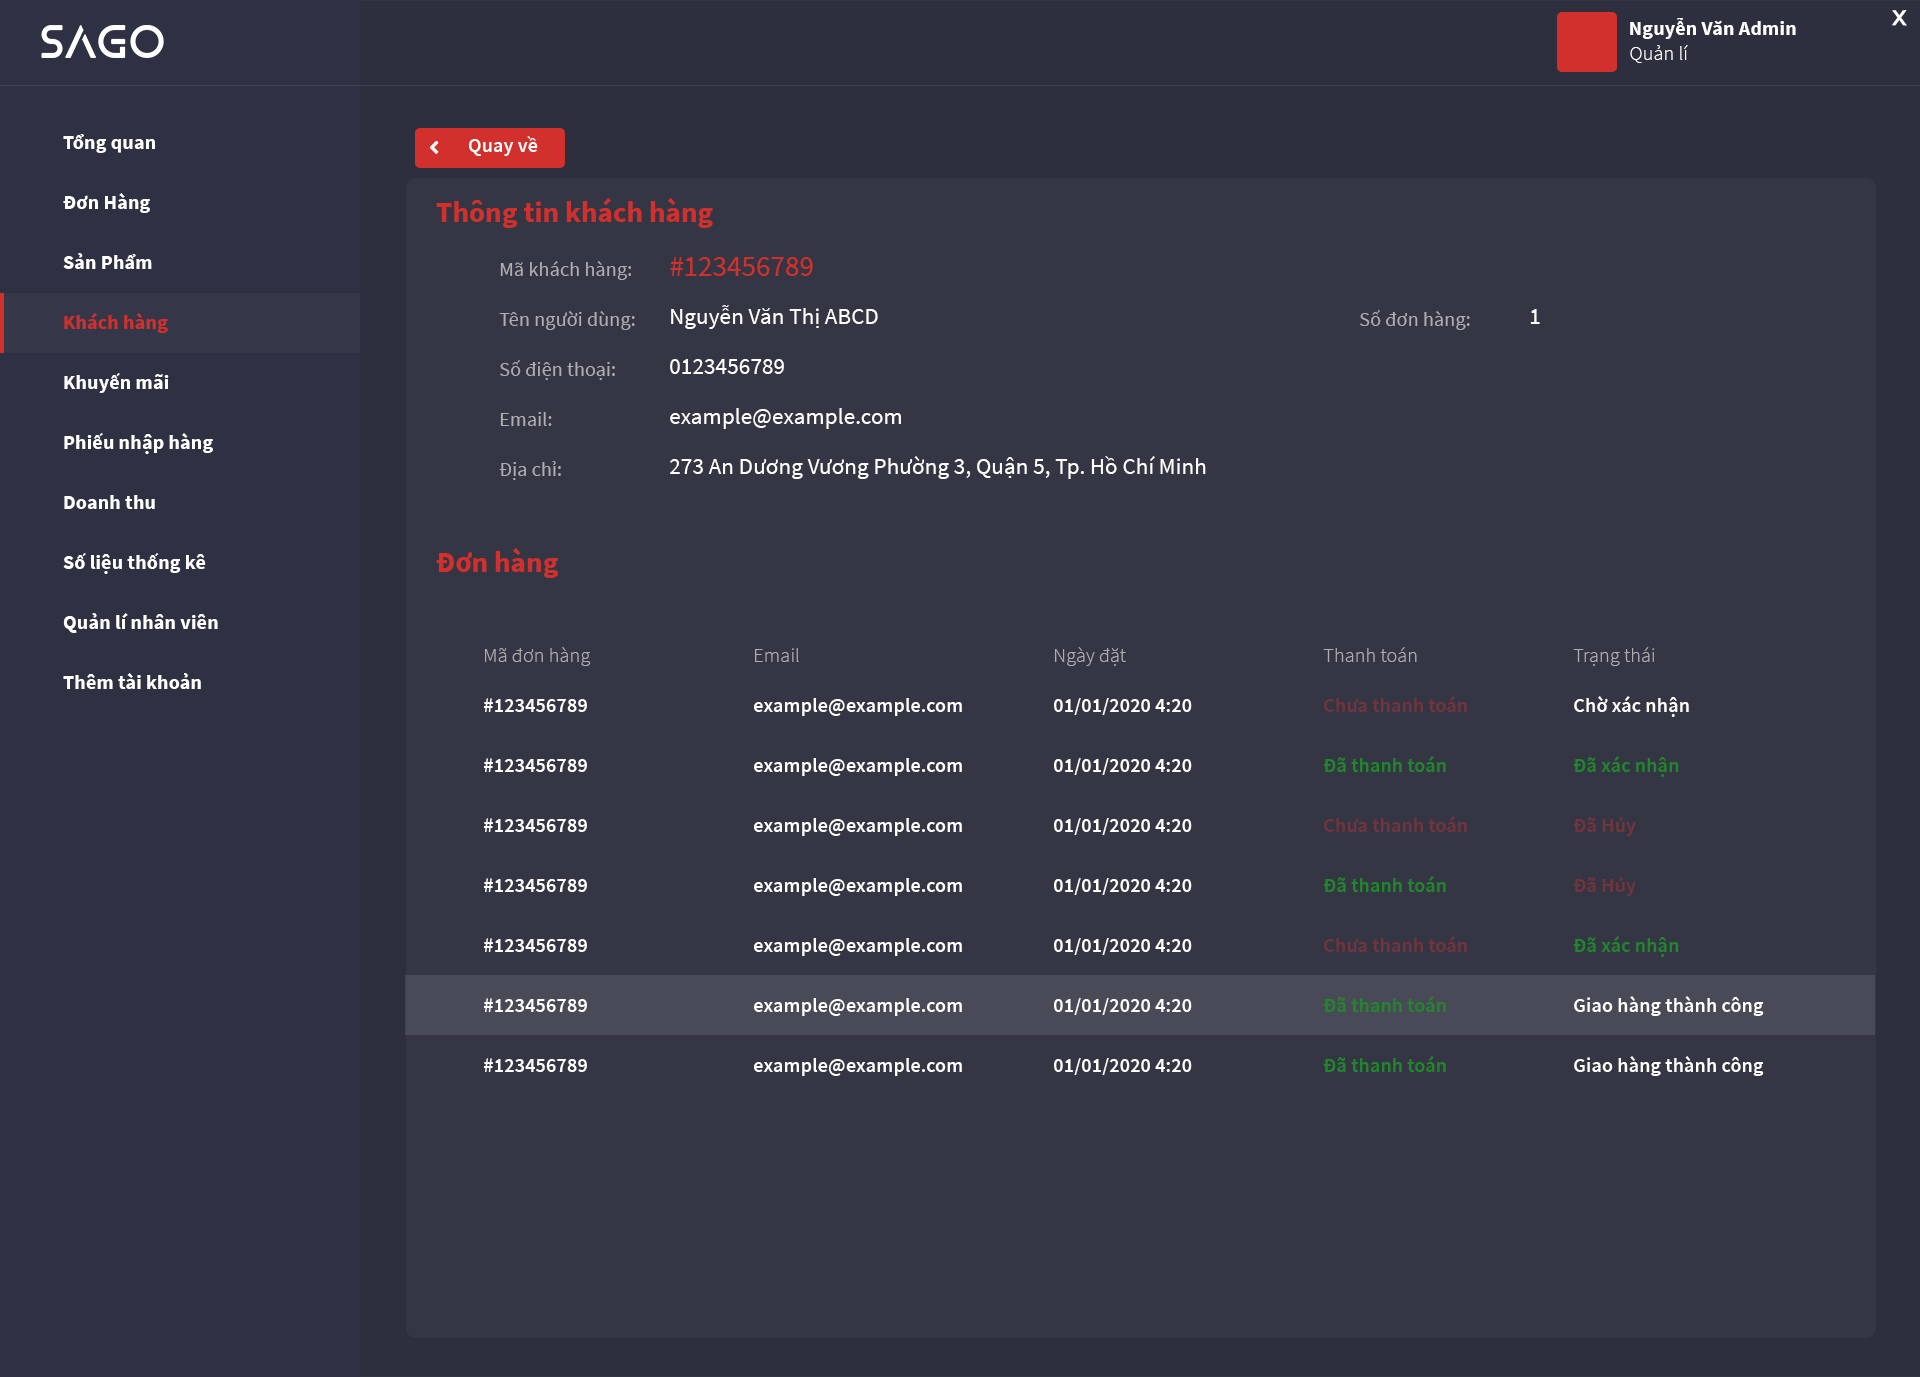 SAGO
Nguyễn Văn Admin
Quản lí
X
Tổng quan
Đơn Hàng
Sản Phẩm
Khách hàng
Khuyến mãi
Phiếu nhập hàng
Doanh thu
Số liệu thống kê
Quản lí nhân viên
Thêm tài khoản
Quay về
Thông tin khách hàng
Mã khách hàng: #123456789
Tên người dùng: Nguyễn Văn Thị ABCD Số đơn hàng: 1
Số điện thoại: 0123456789
Email: example@example.com
Địa chỉ: 273 An Dương Vương Phường 3, Quận 5, Tp. Hồ Chí Minh
Đơn hàng
Mã đơn hàng Email Ngày đặt Thanh toán Trạng thái
#123456789 example@example.com 01/01/2020 4:20 Chưa thanh toán Chờ xác nhận
#123456789 example@example.com 01/01/2020 4:20 Đã thanh toán Đã xác nhận
#123456789 example@example.com 01/01/2020 4:20 Chưa thanh toán Đã Hủy
#123456789 example@example.com 01/01/2020 4:20 Đã thanh toán Đã Hủy
#123456789 example@example.com 01/01/2020 4:20 Chưa thanh toán Đã xác nhận
#123456789 example@example.com 01/01/2020 4:20 Đã thanh toán Giao hàng thành công
#123456789 example@example.com 01/01/2020 4:20 Đã thanh toán Giao hàng thành công